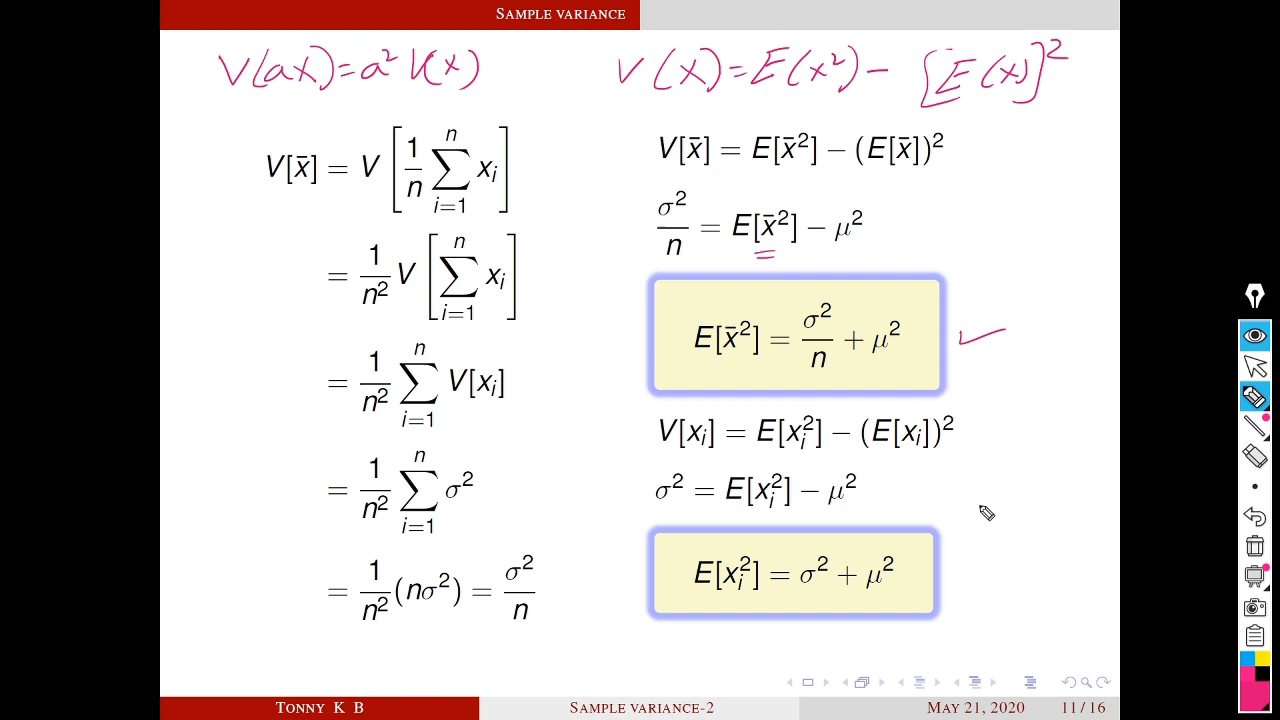 SAMPLE VARIANCE
V(ax)=a²V(x)
V(x)=E(x²)−[E(x)]²
V[x̄] = V[1/n ∑ᵢ₌₁ⁿ xᵢ]
= 1/n² V[∑ᵢ₌₁ⁿ xᵢ]
= 1/n² ∑ᵢ₌₁ⁿ V[xᵢ]
= 1/n² ∑ᵢ₌₁ⁿ σ²
= 1/n² (nσ²) = σ²/n
V[x̄] = E[x̄²] − (E[x̄])²
σ²/n = E[x̄²] − μ²
E[x̄²] = σ²/n + μ²
V[xᵢ] = E[xᵢ²] − (E[xᵢ])²
σ² = E[xᵢ²] − μ²
E[xᵢ²] = σ² + μ²
TONNY K B
SAMPLE VARIANCE-2
MAY 21, 2020
11 / 16